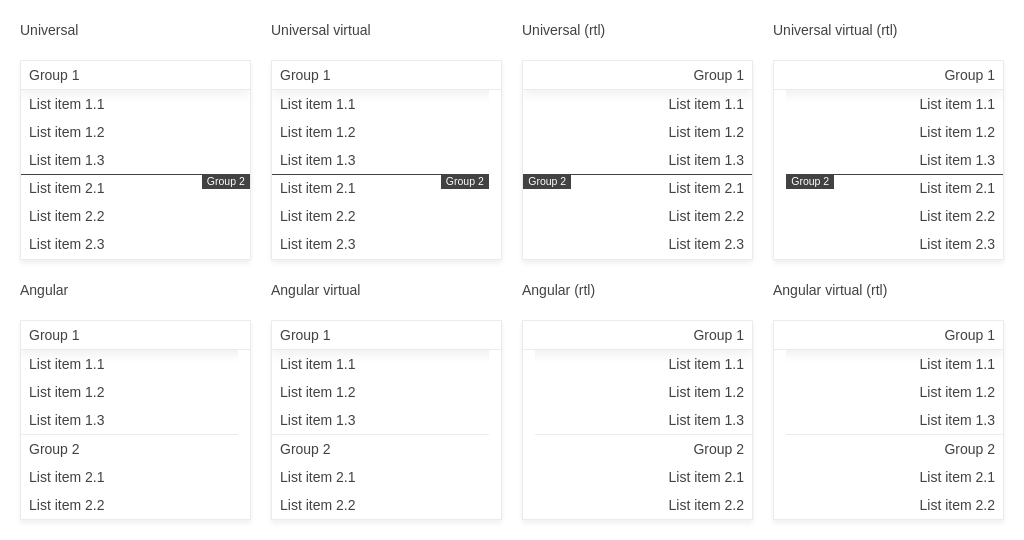 Universal
Group 1
List item 1.1
List item 1.2
List item 1.3
Group 2
List item 2.1
List item 2.2
List item 2.3
Universal virtual
Group 1
List item 1.1
List item 1.2
List item 1.3
Group 2
List item 2.1
List item 2.2
List item 2.3
Universal (rtl)
Group 1
List item 1.1
List item 1.2
List item 1.3
Group 2
List item 2.1
List item 2.2
List item 2.3
Universal virtual (rtl)
Group 1
List item 1.1
List item 1.2
List item 1.3
Group 2
List item 2.1
List item 2.2
List item 2.3
Angular
Group 1
List item 1.1
List item 1.2
List item 1.3
Group 2
List item 2.1
List item 2.2
Angular virtual
Group 1
List item 1.1
List item 1.2
List item 1.3
Group 2
List item 2.1
List item 2.2
Angular (rtl)
Group 1
List item 1.1
List item 1.2
List item 1.3
Group 2
List item 2.1
List item 2.2
Angular virtual (rtl)
Group 1
List item 1.1
List item 1.2
List item 1.3
Group 2
List item 2.1
List item 2.2